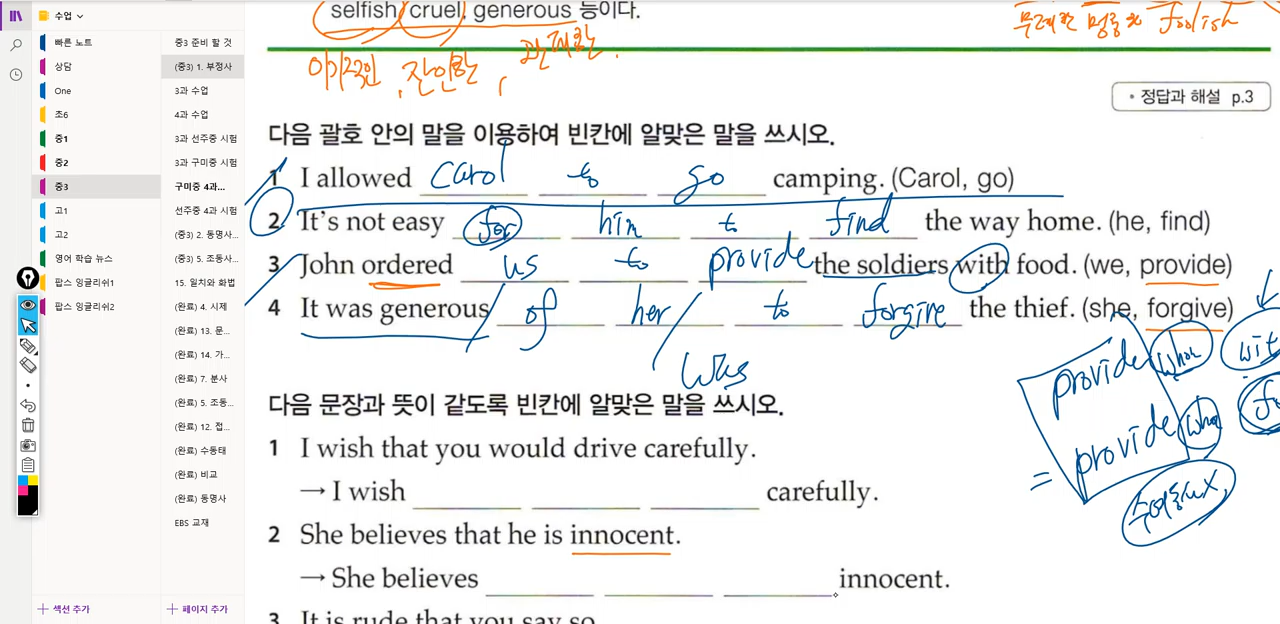 수업
빠른 노트
상담
One
초6
중1
중2
중3
고1
고2
영어 학습 뉴스
팝스 잉글리쉬1
팝스 잉글리쉬2
섹션 추가
중3 준비 할 것
(중3) 1. 부정사
3과 수업
4과 수업
3과 선주중 시험
3과 구미중 시험
구미중 4과...
선주중 4과 시험
(중3) 2. 동명사...
(중3) 5. 조동사...
15. 일치와 화법
(완료) 4. 시제
(완료) 13. 문...
(완료) 14. 가...
(완료) 7. 분사
(완료) 5. 조동...
(완료) 12. 접...
(완료) 수동태
(완료) 비교
(완료) 동명사
EBS 교재
페이지 추가
selfish, cruel, generous 등이다.
이기적인, 잔인한, 관대한
무례한 멍청한 foolish
• 정답과 해설 p.3
다음 괄호 안의 말을 이용하여 빈칸에 알맞은 말을 쓰시오.
1 I allowed Carol to go camping. (Carol, go)
2 It's not easy for him to find the way home. (he, find)
3 John ordered us to provide the soldiers with food. (we, provide)
4 It was generous of her to forgive the thief. (she, forgive)
was
provide
= provide
다음 문장과 뜻이 같도록 빈칸에 알맞은 말을 쓰시오.
1 I wish that you would drive carefully.
→ I wish carefully.
2 She believes that he is innocent.
→ She believes innocent.
3 It is rude that you say so.